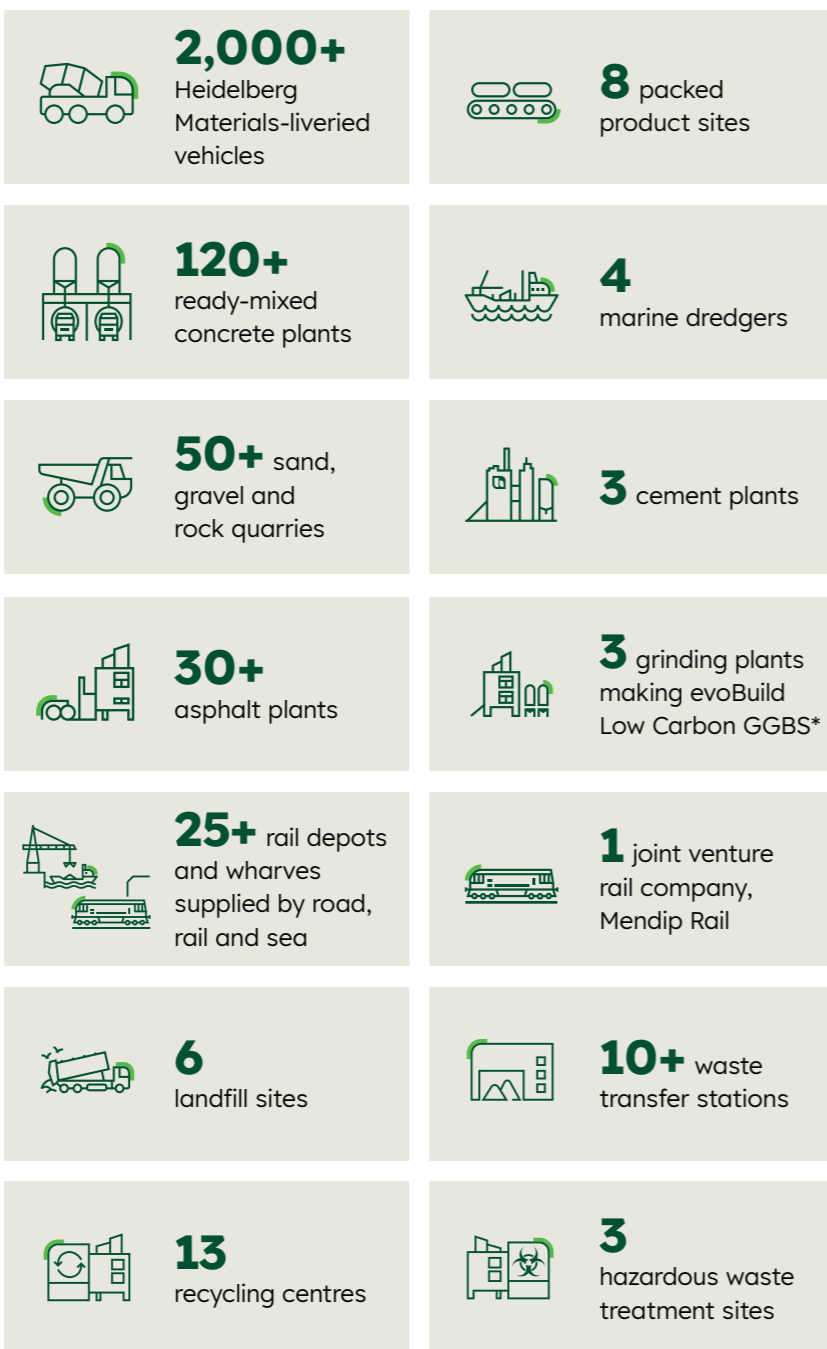 2,000+
Heidelberg
Materials-liveried
vehicles
8 packed
product sites
120+
ready-mixed
concrete plants
4
marine dredgers
50+ sand,
gravel and
rock quarries
3 cement plants
30+
asphalt plants
3 grinding plants
making evoBuild
Low Carbon GGBS*
25+ rail depots
and wharves
supplied by road,
rail and sea
1 joint venture
rail company,
Mendip Rail
6
landfill sites
10+ waste
transfer stations
13
recycling centres
3
hazardous waste
treatment sites